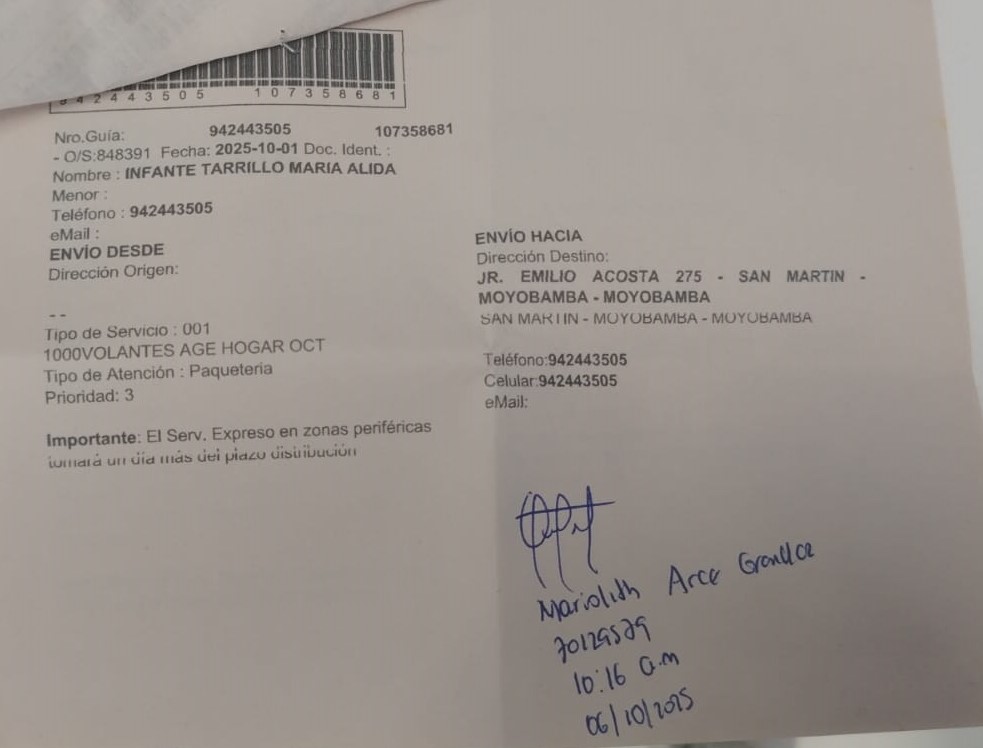 942443505 107358681
Nro.Guía: 942443505 107358681
- O/S:848391 Fecha: 2025-10-01 Doc. Ident. :
Nombre : INFANTE TARRILLO MARIA ALIDA
Menor :
Teléfono : 942443505
eMail :
ENVÍO DESDE
Dirección Origen:
--
Tipo de Servicio : 001
1000VOLANTES AGE HOGAR OCT
Tipo de Atención : Paqueteria
Prioridad: 3
Importante: El Serv. Expreso en zonas periféricas
tomará un día más del plazo distribución
ENVÍO HACIA
Dirección Destino:
JR. EMILIO ACOSTA 275 - SAN MARTIN -
MOYOBAMBA - MOYOBAMBA
SAN MARTIN - MOYOBAMBA - MOYOBAMBA
Teléfono:942443505
Celular:942443505
eMail:
Mariolith Arce
70129579
10:16 a.m
06/10/2025